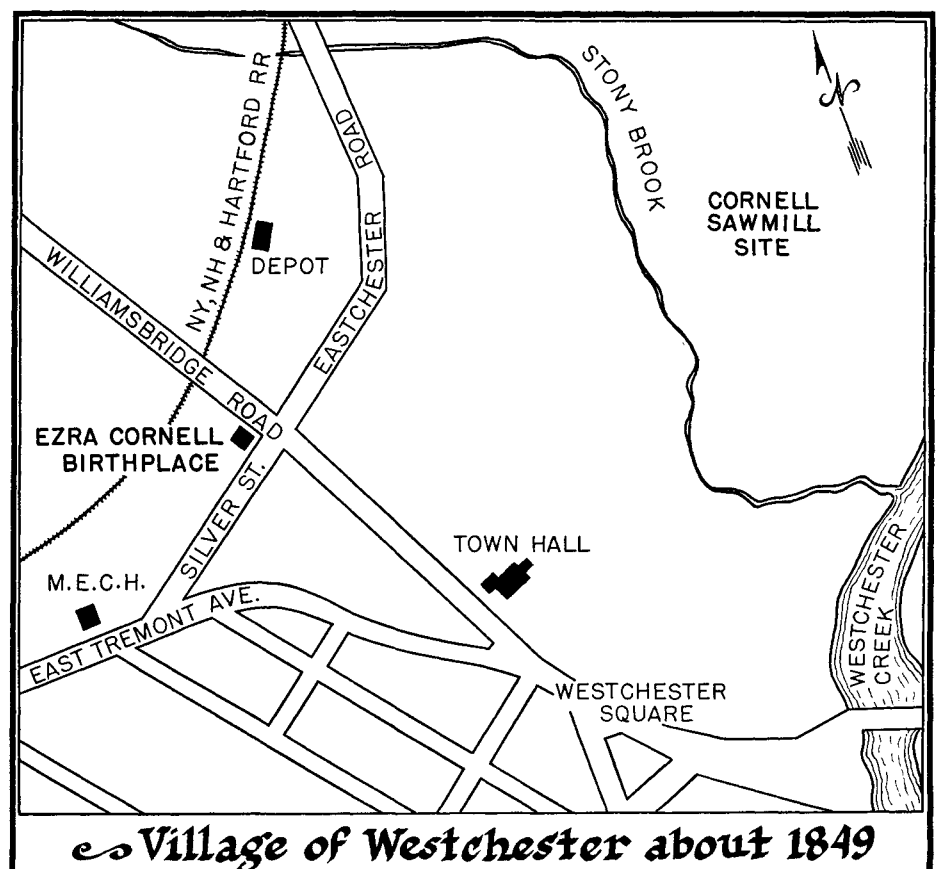 NY, NH & HARTFORD RR
ROAD
STONY BROOK
N
CORNELL
SAWMILL
SITE
DEPOT
WILLIAMSBRIDGE ROAD
EASTCHESTER
EZRA CORNELL
BIRTHPLACE
SILVER ST.
TOWN HALL
M.E.C.H.
EAST TREMONT AVE.
WESTCHESTER
CREEK
WESTCHESTER
SQUARE
Village of Westchester about 1849